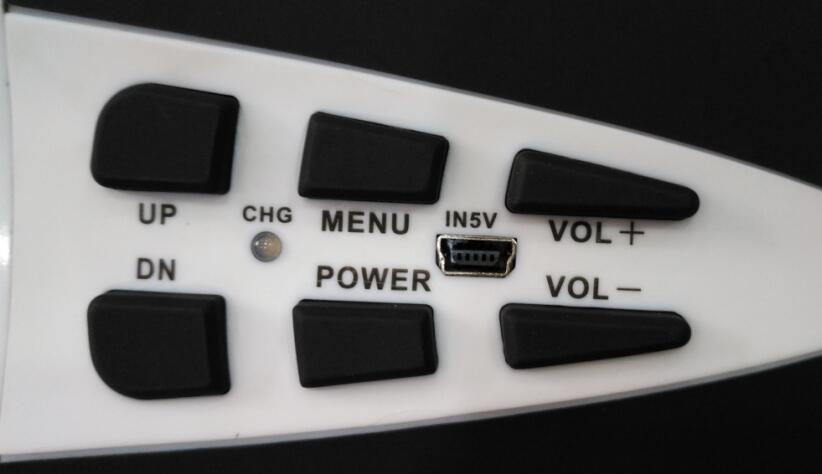 UP
CHG
MENU
IN5V
VOL+
DN
POWER
VOL-